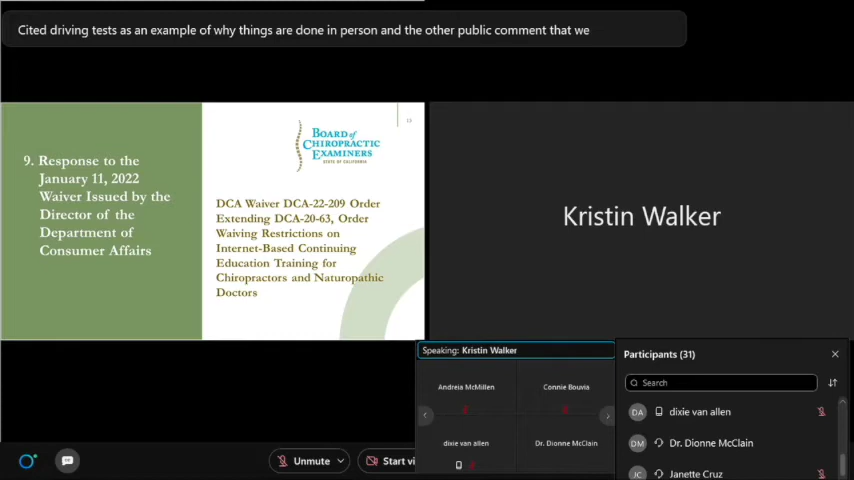 Cited driving tests as an example of why things are done in person and the other public comment that we
9. Response to the
January 11, 2022
Waiver Issued by the
Director of the
Department of
Consumer Affairs
13
BOARD of
CHIROPRACTIC
EXAMINERS
STATE OF CALIFORNIA
DCA Waiver DCA-22-209 Order
Extending DCA-20-63, Order
Waiving Restrictions on
Internet-Based Continuing
Education Training for
Chiropractors and Naturopathic
Doctors
Kristin Walker
Speaking: Kristin Walker
Andreia McMillen
Connie Bouvia
dixie van allen
Dr. Dionne McClain
Participants (31)
Search
DA dixie van allen
DM Dr. Dionne McClain
JC Janette Cruz
Unmute
Start vi